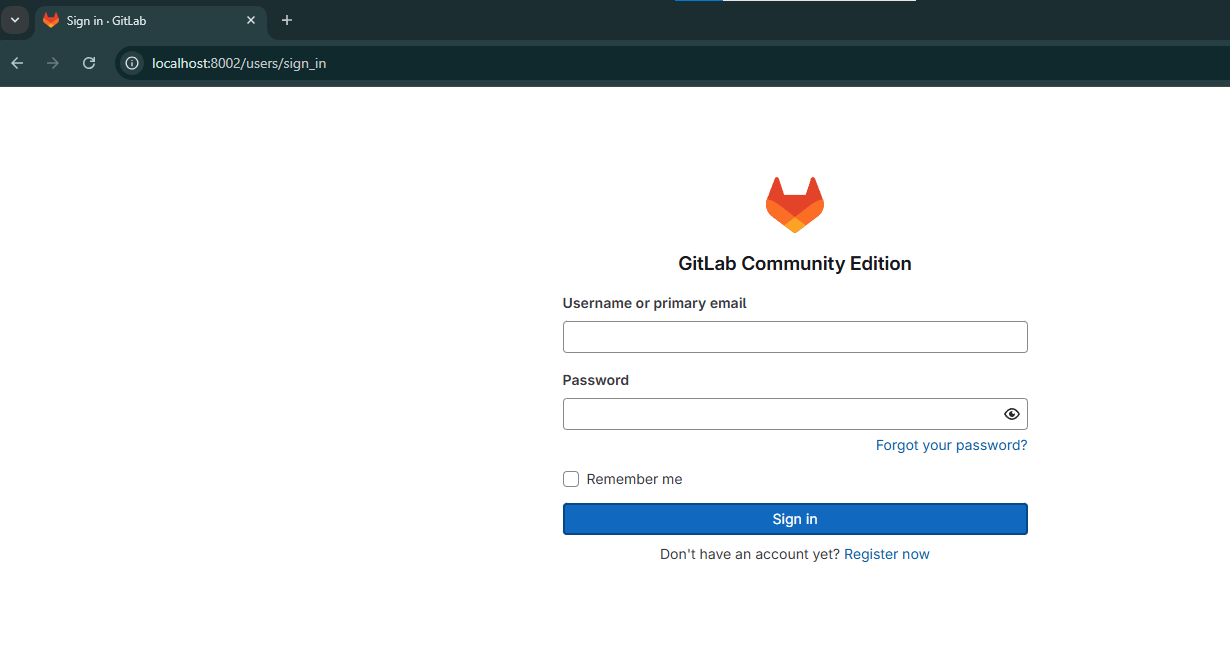 Sign in · GitLab
localhost:8002/users/sign_in
GitLab Community Edition
Username or primary email
Password
Forgot your password?
Remember me
Sign in
Don't have an account yet? Register now